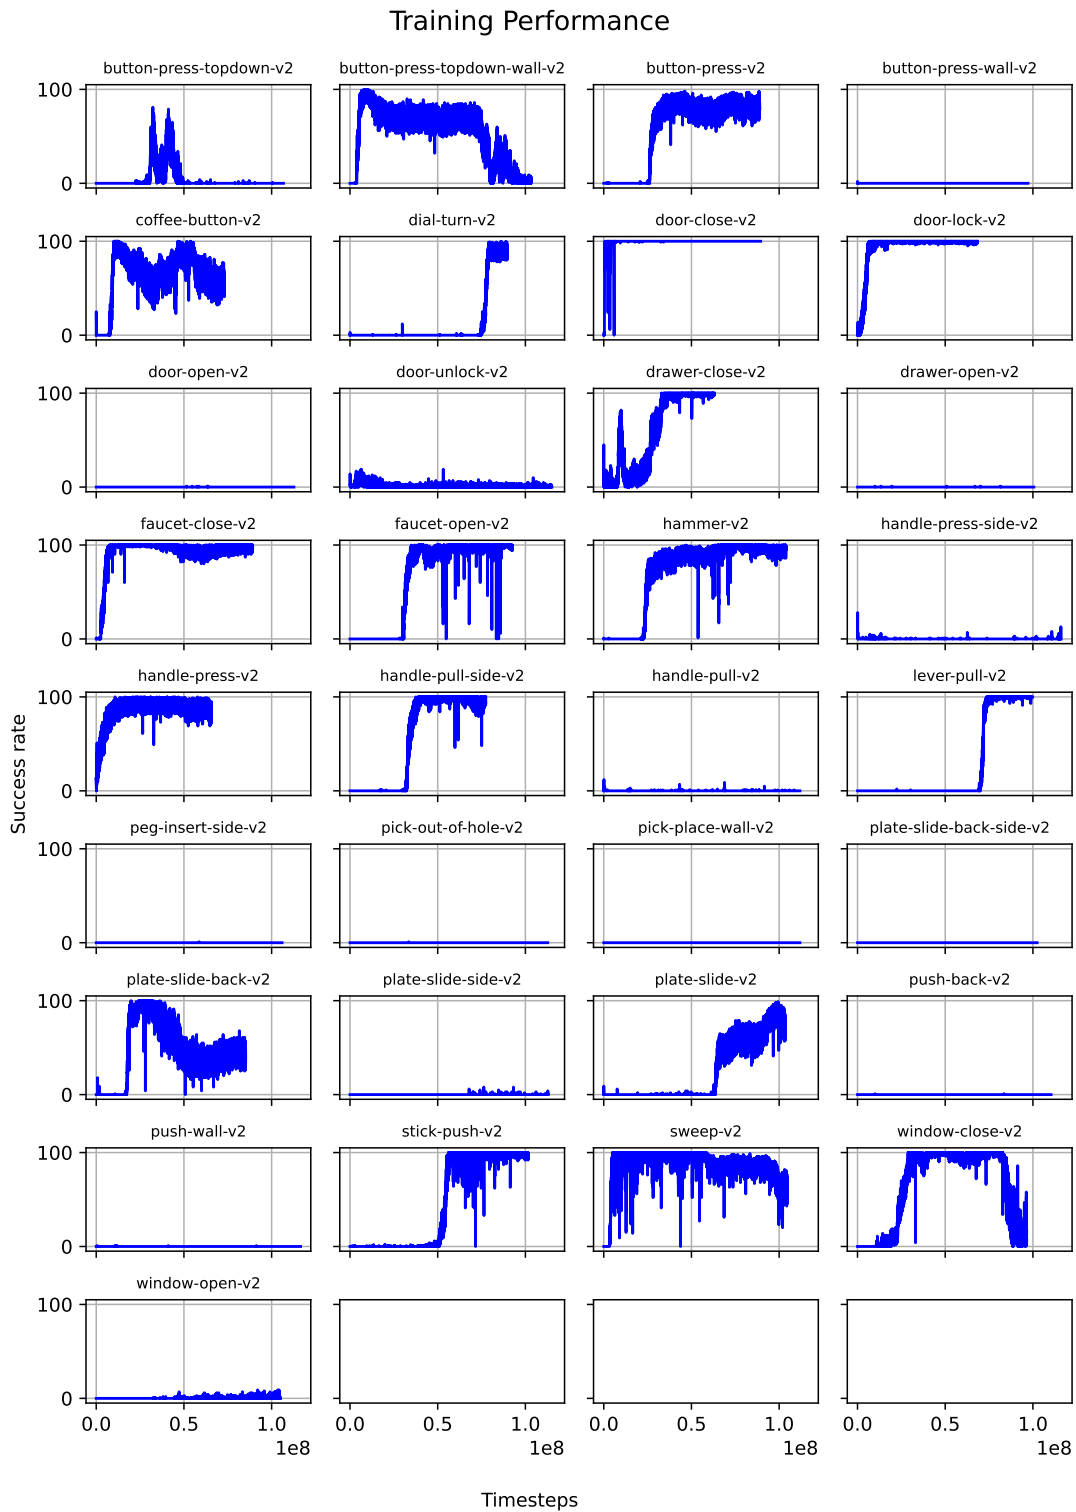 Training Performance
button-press-topdown-v2
button-press-topdown-wall-v2
button-press-v2
button-press-wall-v2
100
0
coffee-button-v2
dial-turn-v2
door-close-v2
door-lock-v2
100
0
door-open-v2
door-unlock-v2
drawer-close-v2
drawer-open-v2
100
0
faucet-close-v2
faucet-open-v2
hammer-v2
handle-press-side-v2
100
0
handle-press-v2
handle-pull-side-v2
handle-pull-v2
lever-pull-v2
100
0
Success rate
peg-insert-side-v2
pick-out-of-hole-v2
pick-place-wall-v2
plate-slide-back-side-v2
100
0
plate-slide-back-v2
plate-slide-side-v2
plate-slide-v2
push-back-v2
100
0
push-wall-v2
stick-push-v2
sweep-v2
window-close-v2
100
0
window-open-v2
100
0
0.0 0.5 1.0
1e8
0.0 0.5 1.0
1e8
0.0 0.5 1.0
1e8
0.0 0.5 1.0
1e8
Timesteps